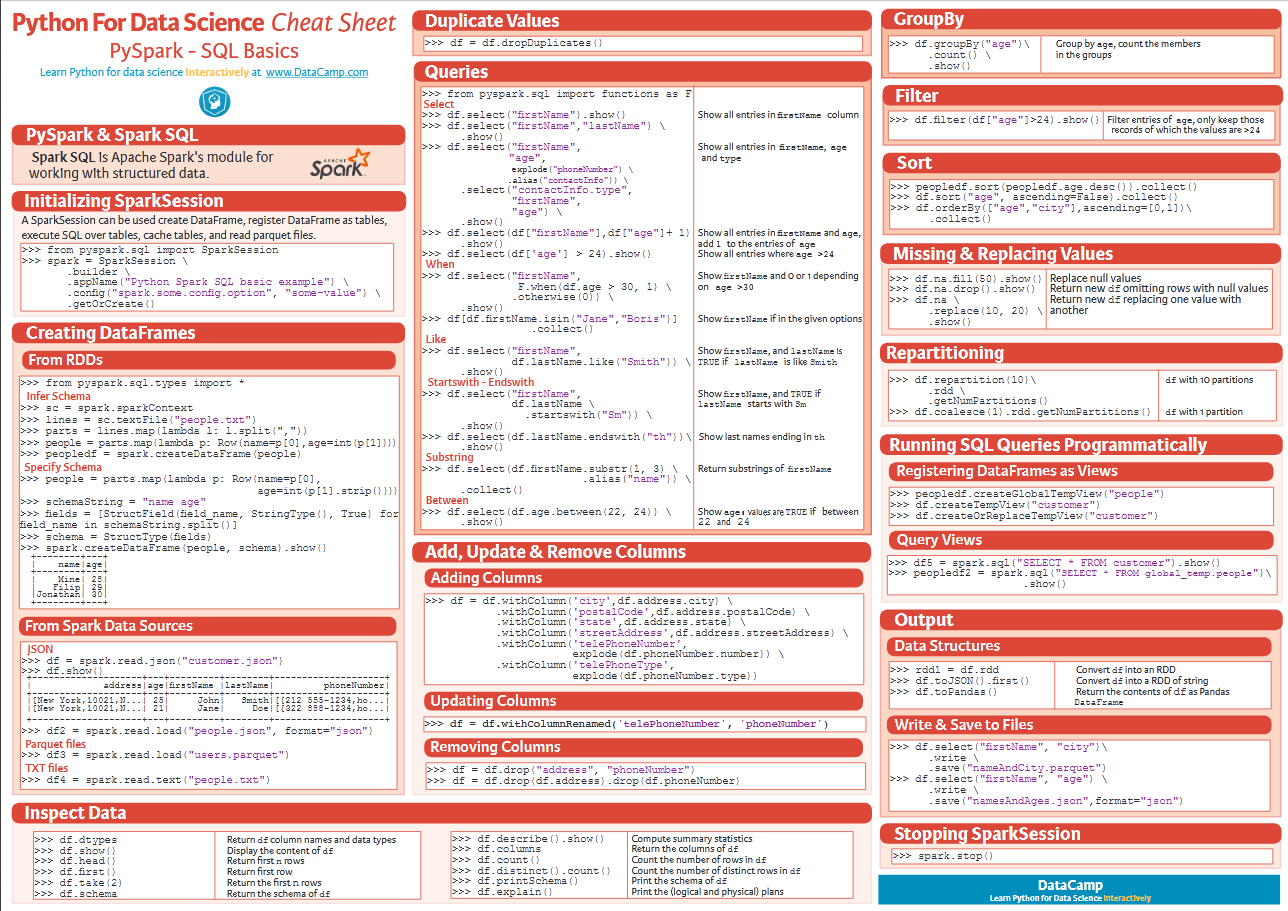 Python For Data Science Cheat Sheet
PySpark - SQL Basics
Learn Python for data science Interactively at www.DataCamp.com
PySpark & Spark SQL
Spark SQL is Apache Spark's module for
working with structured data.
APACHE
Spark
Initializing SparkSession
A SparkSession can be used create DataFrame, register DataFrame as tables,
execute SQL over tables, cache tables, and read parquet files.
>>> from pyspark.sql import SparkSession
>>> spark = SparkSession \
.builder \
.appName("Python Spark SQL basic example") \
.config("spark.some.config.option", "some-value") \
.getOrCreate()
Creating DataFrames
From RDDs
>>> from pyspark.sql.types import *
Infer Schema
>>> sc = spark.sparkContext
>>> lines = sc.textFile("people.txt")
>>> parts = lines.map(lambda l: l.split(","))
>>> people = parts.map(lambda p: Row(name=p[0],age=int(p[1])))
>>> peopledf = spark.createDataFrame(people)
Specify Schema
>>> people = parts.map(lambda p: Row(name=p[0],
age=int(p[1].strip())))
>>> schemaString = "name age"
>>> fields = [StructField(field_name, StringType(), True) for
field_name in schemaString.split()]
>>> schema = StructType(fields)
>>> spark.createDataFrame(people, schema).show()
+--------+---+
| name|age|
+--------+---+
| Mine| 28|
| Filip| 29|
|Jonathan| 30|
+--------+---+
From Spark Data Sources
JSON
>>> df = spark.read.json("customer.json")
>>> df.show()
| address|age|firstName |lastName| phoneNumber|
|[New York,10021,N...| 25| John| Smith|[[212 555-1234,ho...|
|[New York,10021,N...| 21| Jane| Doe|[[322 888-1234,ho...|
>>> df2 = spark.read.load("people.json", format="json")
Parquet files
>>> df3 = spark.read.load("users.parquet")
TXT files
>>> df4 = spark.read.text("people.txt")
Inspect Data
>>> df.dtypes Return df column names and data types
>>> df.show() Display the content of df
>>> df.head() Return first n rows
>>> df.first() Return first row
>>> df.take(2) Return the first n rows
>>> df.schema Return the schema of df
>>> df.describe().show() Compute summary statistics
>>> df.columns Return the columns of df
>>> df.count() Count the number of rows in df
>>> df.distinct().count() Count the number of distinct rows in df
>>> df.printSchema() Print the schema of df
>>> df.explain() Print the (logical and physical) plans
Duplicate Values
>>> df = df.dropDuplicates()
Queries
>>> from pyspark.sql import functions as F
Select
>>> df.select("firstName").show() Show all entries in firstName column
>>> df.select("firstName","lastName") \
.show()
>>> df.select("firstName", Show all entries in firstName, age
"age", and type
explode("phoneNumber") \
.alias("contactInfo")) \
.select("contactInfo.type",
"firstName",
"age") \
.show()
>>> df.select(df["firstName"],df["age"]+ 1) Show all entries in firstName and age,
.show() add 1 to the entries of age
>>> df.select(df['age'] > 24).show() Show all entries where age >24
When
>>> df.select("firstName", Show firstName and 0 or 1 depending
F.when(df.age > 30, 1) \ on age >30
.otherwise(0)) \
.show()
>>> df[df.firstName.isin("Jane","Boris")] Show firstName if in the given options
.collect()
Like
>>> df.select("firstName", Show firstName, and lastName is
df.lastName.like("Smith")) \ TRUE if lastName is like Smith
.show()
Startswith - Endswith
>>> df.select("firstName", Show firstName, and TRUE if
df.lastName \ lastName starts with Sm
.startswith("Sm")) \
.show()
>>> df.select(df.lastName.endswith("th")) \ Show last names ending in th
.show()
Substring
>>> df.select(df.firstName.substr(1, 3) \ Return substrings of firstName
.alias("name")) \
.collect()
Between
>>> df.select(df.age.between(22, 24)) \ Show age: values are TRUE if between
.show() 22 and 24
Add, Update & Remove Columns
Adding Columns
>>> df = df.withColumn('city',df.address.city) \
.withColumn('postalCode',df.address.postalCode) \
.withColumn('state',df.address.state) \
.withColumn('streetAddress',df.address.streetAddress) \
.withColumn('telePhoneNumber',
explode(df.phoneNumber.number)) \
.withColumn('telePhoneType',
explode(df.phoneNumber.type))
Updating Columns
>>> df = df.withColumnRenamed('telePhoneNumber', 'phoneNumber')
Removing Columns
>>> df = df.drop("address", "phoneNumber")
>>> df = df.drop(df.address).drop(df.phoneNumber)
GroupBy
>>> df.groupBy("age")\ Group by age, count the members
.count() \ in the groups
.show()
Filter
>>> df.filter(df["age"]>24).show() Filter entries of age, only keep those
records of which the values are >24
Sort
>>> peopledf.sort(peopledf.age.desc()).collect()
>>> df.sort("age", ascending=False).collect()
>>> df.orderBy(["age","city"],ascending=[0,1])\
.collect()
Missing & Replacing Values
>>> df.na.fill(50).show() Replace null values
>>> df.na.drop().show() Return new df omitting rows with null values
>>> df.na \ Return new df replacing one value with
.replace(10, 20) \ another
.show()
Repartitioning
>>> df.repartition(10)\ df with 10 partitions
.rdd \
.getNumPartitions()
>>> df.coalesce(1).rdd.getNumPartitions() df with 1 partition
Running SQL Queries Programmatically
Registering DataFrames as Views
>>> peopledf.createGlobalTempView("people")
>>> df.createTempView("customer")
>>> df.createOrReplaceTempView("customer")
Query Views
>>> df5 = spark.sql("SELECT * FROM customer").show()
>>> peopledf2 = spark.sql("SELECT * FROM global_temp.people")\
.show()
Output
Data Structures
>>> rdd1 = df.rdd Convert df into an RDD
>>> df.toJSON().first() Convert df into a RDD of string
>>> df.toPandas() Return the contents of df as Pandas
DataFrame
Write & Save to Files
>>> df.select("firstName", "city")\
.write \
.save("nameAndCity.parquet")
>>> df.select("firstName", "age") \
.write \
.save("namesAndAges.json",format="json")
Stopping SparkSession
>>> spark.stop()
DataCamp
Learn Python for Data Science Interactively